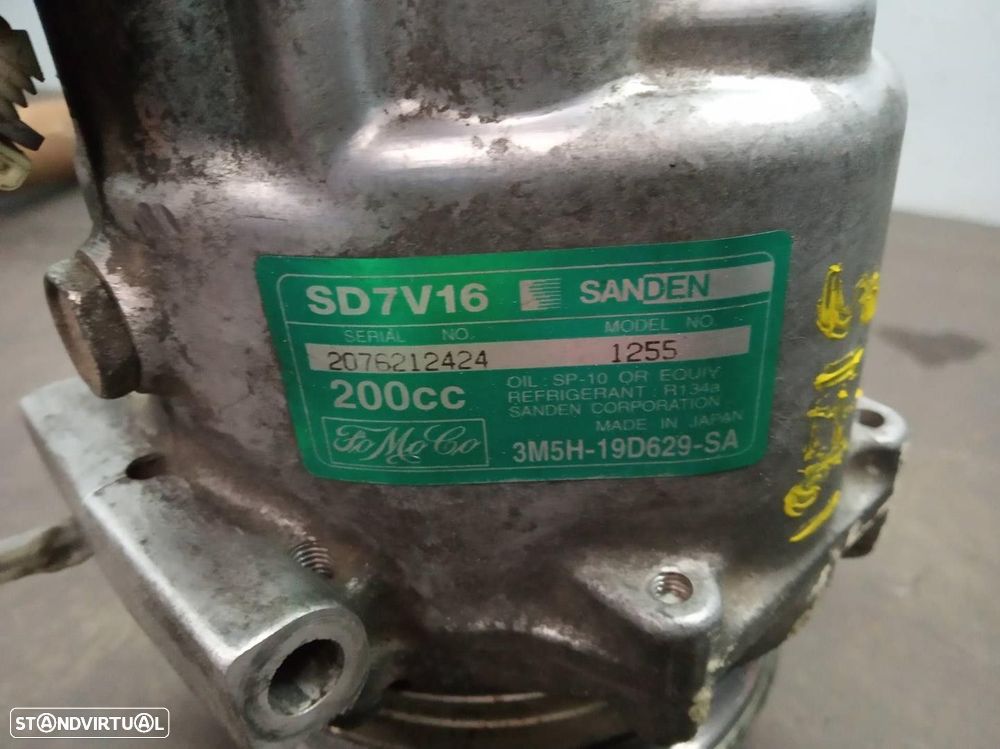 SD7V16 SANDEN
SERIAL NO. MODEL NO.
2076212424 1255
200cc
OIL : SP-10 OR EQUIV
REFRIGERANT : R134a
SANDEN CORPORATION
MADE IN JAPAN
FoMoCo 3M5H-19D629-SA
STANDVIRTUAL